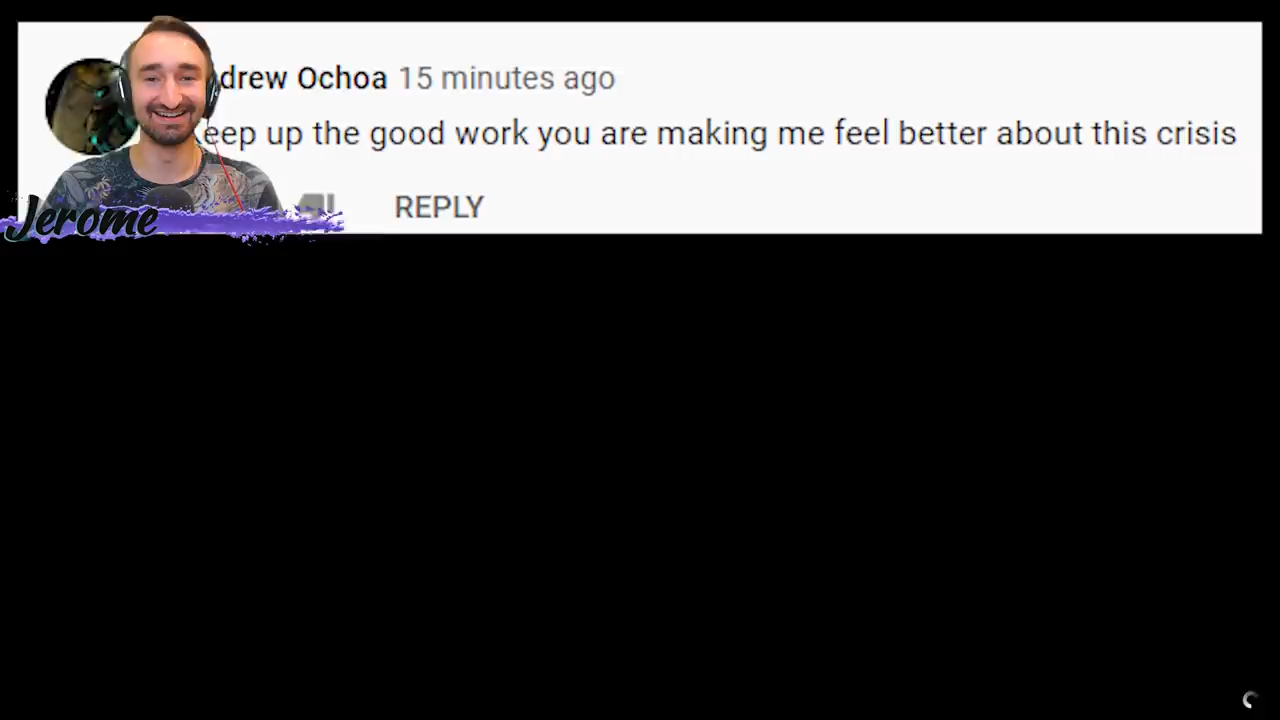 drew Ochoa 15 minutes ago
eep up the good work you are making me feel better about this crisis
REPLY
Jerome